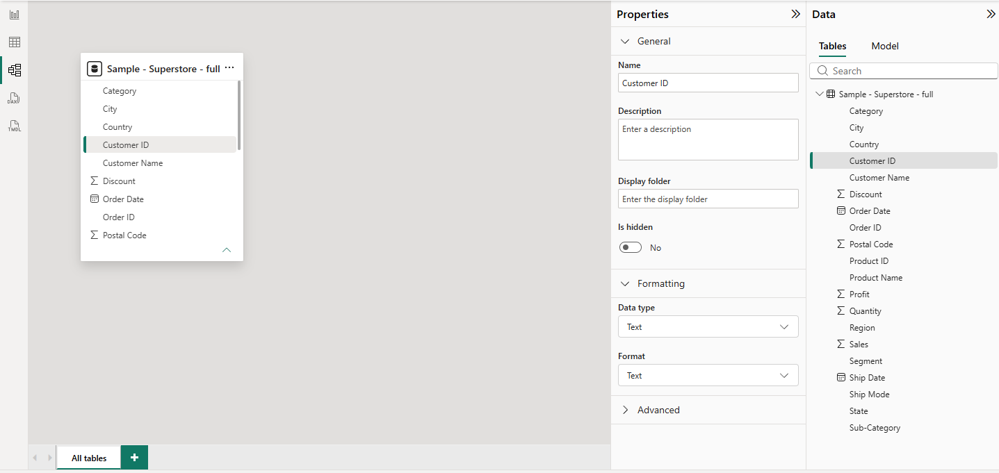 DAX
TMDL
Sample - Superstore - full ...
Category
City
Country
Customer ID
Customer Name
Discount
Order Date
Order ID
Postal Code
All tables
+
Properties
General
Name
Customer ID
Description
Enter a description
Display folder
Enter the display folder
Is hidden
No
Formatting
Data type
Text
Format
Text
Advanced
Data
Tables Model
Search
Sample - Superstore - full
Category
City
Country
Customer ID
Customer Name
Discount
Order Date
Order ID
Postal Code
Product ID
Product Name
Profit
Quantity
Region
Sales
Segment
Ship Date
Ship Mode
State
Sub-Category